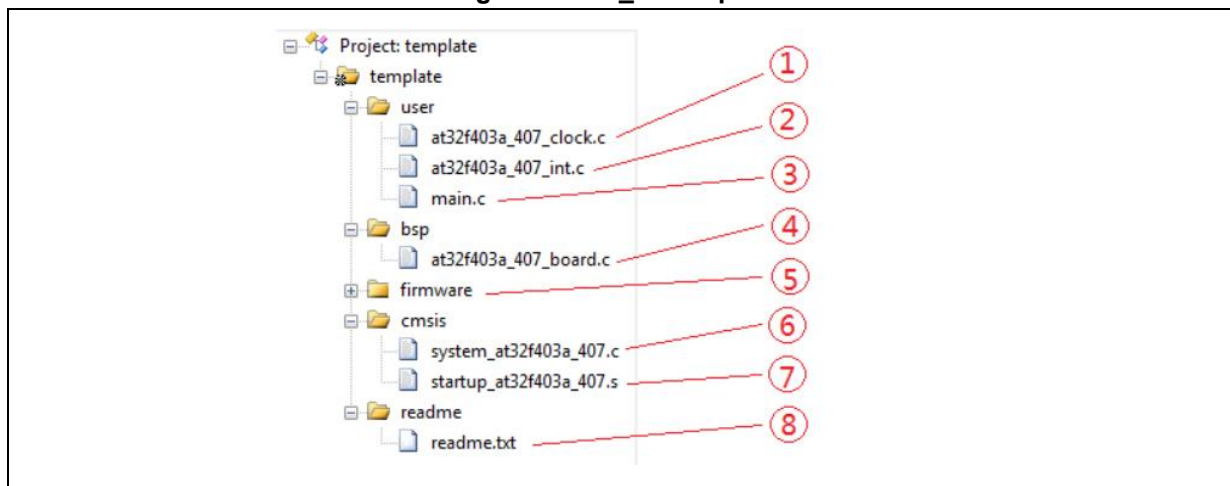 Project: template
template
user
at32f403a_407_clock.c ①
at32f403a_407_int.c ②
main.c ③
bsp
at32f403a_407_board.c ④
firmware ⑤
cmsis
system_at32f403a_407.c ⑥
startup_at32f403a_407.s ⑦
readme
readme.txt ⑧